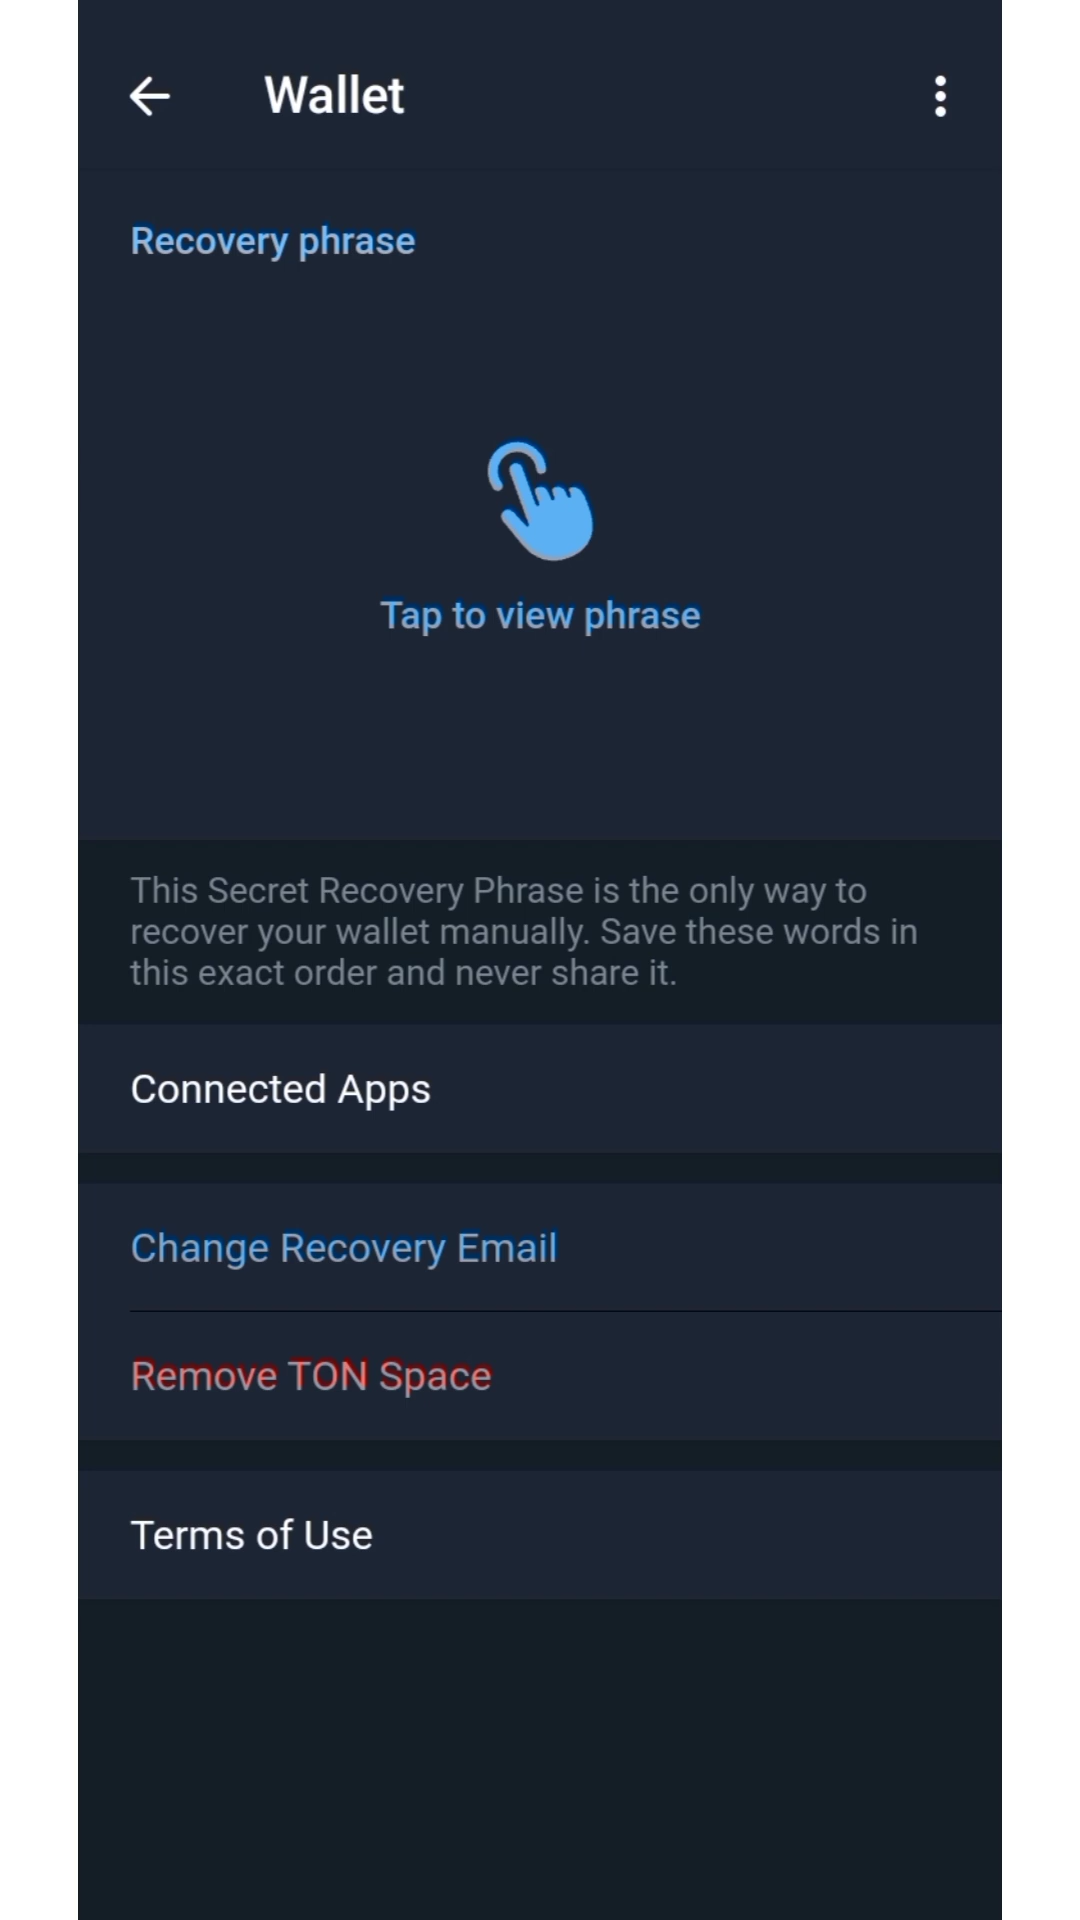 Wallet
Recovery phrase
Tap to view phrase
This Secret Recovery Phrase is the only way to
recover your wallet manually. Save these words in
this exact order and never share it.
Connected Apps
Change Recovery Email
Remove TON Space
Terms of Use